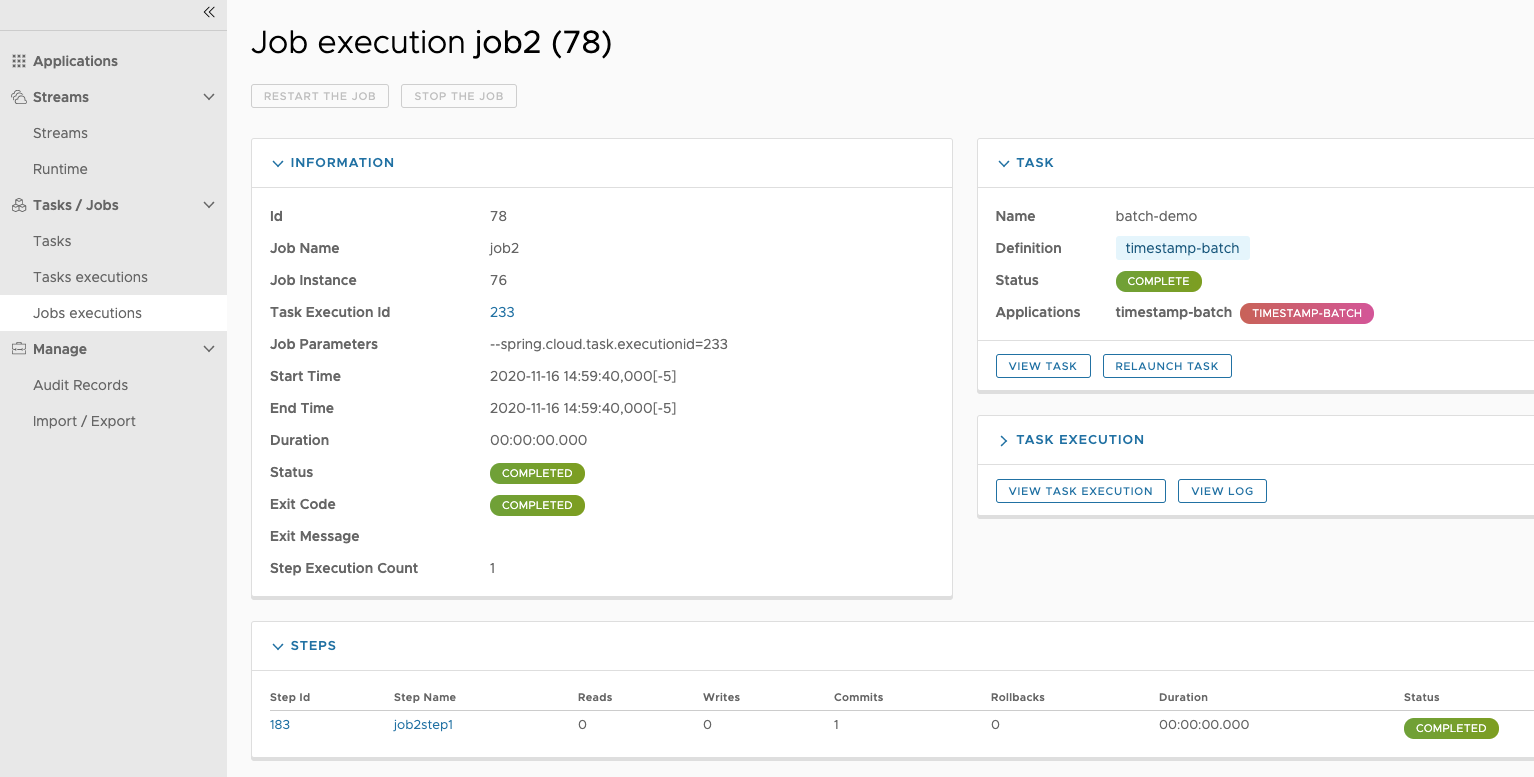 Applications
Streams
Streams
Runtime
Tasks / Jobs
Tasks
Tasks executions
Jobs executions
Manage
Audit Records
Import / Export
Job execution job2 (78)
RESTART THE JOB STOP THE JOB
INFORMATION
Id 78
Job Name job2
Job Instance 76
Task Execution Id 233
Job Parameters --spring.cloud.task.executionid=233
Start Time 2020-11-16 14:59:40,000[-5]
End Time 2020-11-16 14:59:40,000[-5]
Duration 00:00:00.000
Status COMPLETED
Exit Code COMPLETED
Exit Message
Step Execution Count 1
TASK
Name batch-demo
Definition timestamp-batch
Status COMPLETE
Applications timestamp-batch TIMESTAMP-BATCH
VIEW TASK RELAUNCH TASK
TASK EXECUTION
VIEW TASK EXECUTION VIEW LOG
STEPS
Step Id Step Name Reads Writes Commits Rollbacks Duration Status
183 job2step1 0 0 1 0 00:00:00.000 COMPLETED